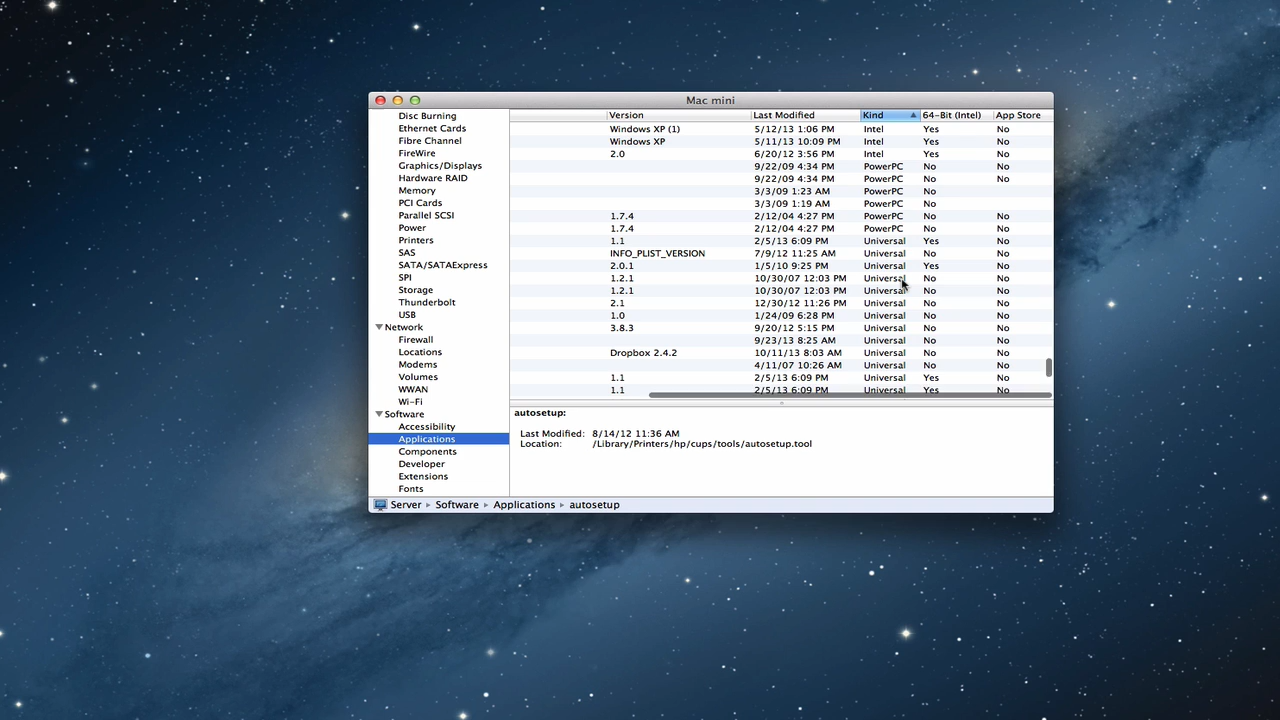 Mac mini
Version Last Modified Kind 64-Bit (Intel) App Store
Disc Burning
Ethernet Cards
Fibre Channel
FireWire
Graphics/Displays
Hardware RAID
Memory
PCI Cards
Parallel SCSI
Power
Printers
SAS
SATA/SATAExpress
SPI
Storage
Thunderbolt
USB
Network
Firewall
Locations
Modems
Volumes
WWAN
Wi-Fi
Software
Accessibility
Applications
Components
Developer
Extensions
Fonts
Windows XP (1) 5/12/13 1:06 PM Intel Yes No
Windows XP 5/11/13 10:09 PM Intel Yes No
2.0 6/20/12 3:56 PM Intel Yes No
9/22/09 4:34 PM PowerPC No No
9/22/09 4:34 PM PowerPC No No
3/3/09 1:23 AM PowerPC No
3/3/09 1:19 AM PowerPC No
1.7.4 2/12/04 4:27 PM PowerPC No No
1.7.4 2/12/04 4:27 PM PowerPC No No
1.1 2/5/13 6:09 PM Universal Yes No
INFO_PLIST_VERSION 7/9/12 11:25 AM Universal No No
2.0.1 1/5/10 9:25 PM Universal Yes No
1.2.1 10/30/07 12:03 PM Universal No No
1.2.1 10/30/07 12:03 PM Universal No No
2.1 12/30/12 11:26 PM Universal No No
1.0 1/24/09 6:28 PM Universal No No
3.8.3 9/20/12 5:15 PM Universal No No
9/23/13 8:25 AM Universal No No
Dropbox 2.4.2 10/11/13 8:03 AM Universal No No
4/11/07 10:26 AM Universal No No
1.1 2/5/13 6:09 PM Universal Yes No
1.1 2/5/13 6:09 PM Universal Yes No
autosetup:
Last Modified: 8/14/12 11:36 AM
Location: /Library/Printers/hp/cups/tools/autosetup.tool
Server ▸ Software ▸ Applications ▸ autosetup